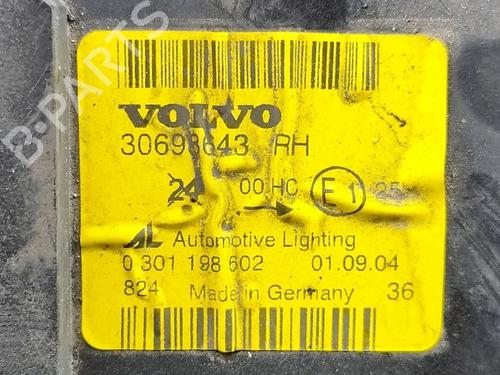 VOLVO
30698643 RH
24 00 HC E1
AL Automotive Lighting
0 301 198 602 01.09.04
824 Made in Germany 36
B-PARTS